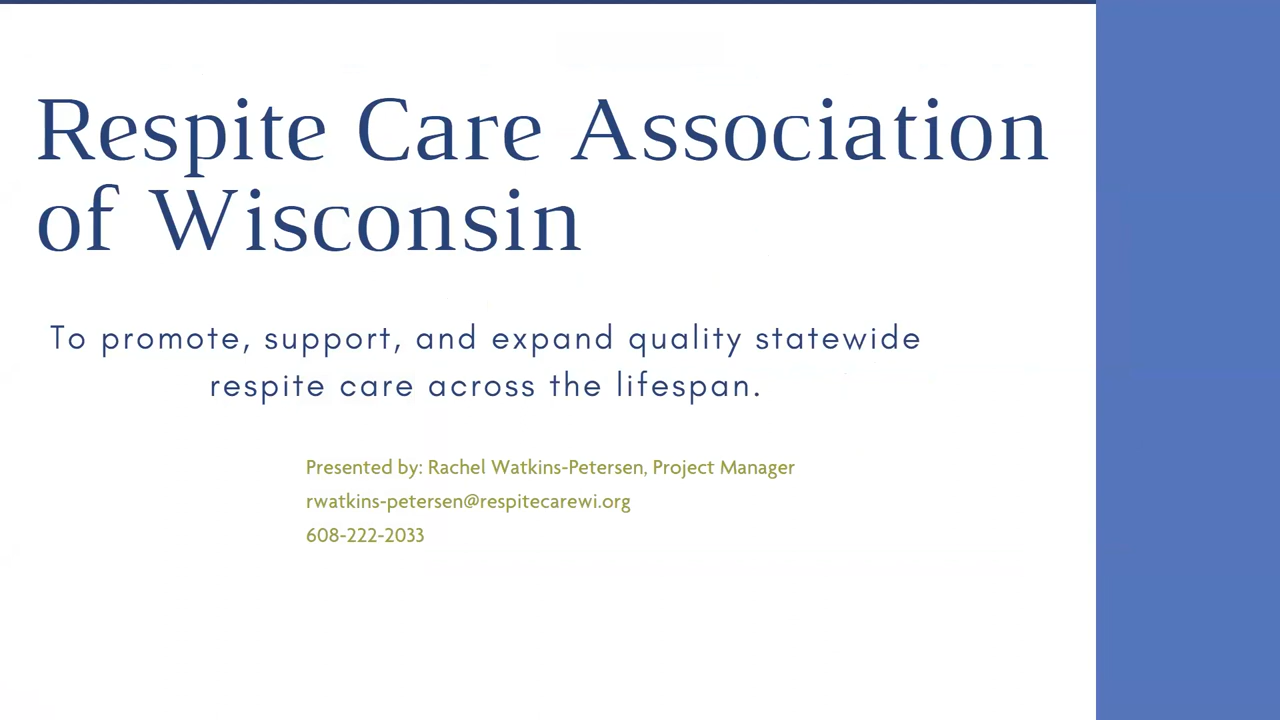 Respite Care Association
of Wisconsin
To promote, support, and expand quality statewide
respite care across the lifespan.
Presented by: Rachel Watkins-Petersen, Project Manager
rwatkins-petersen@respitecarewi.org
608-222-2033